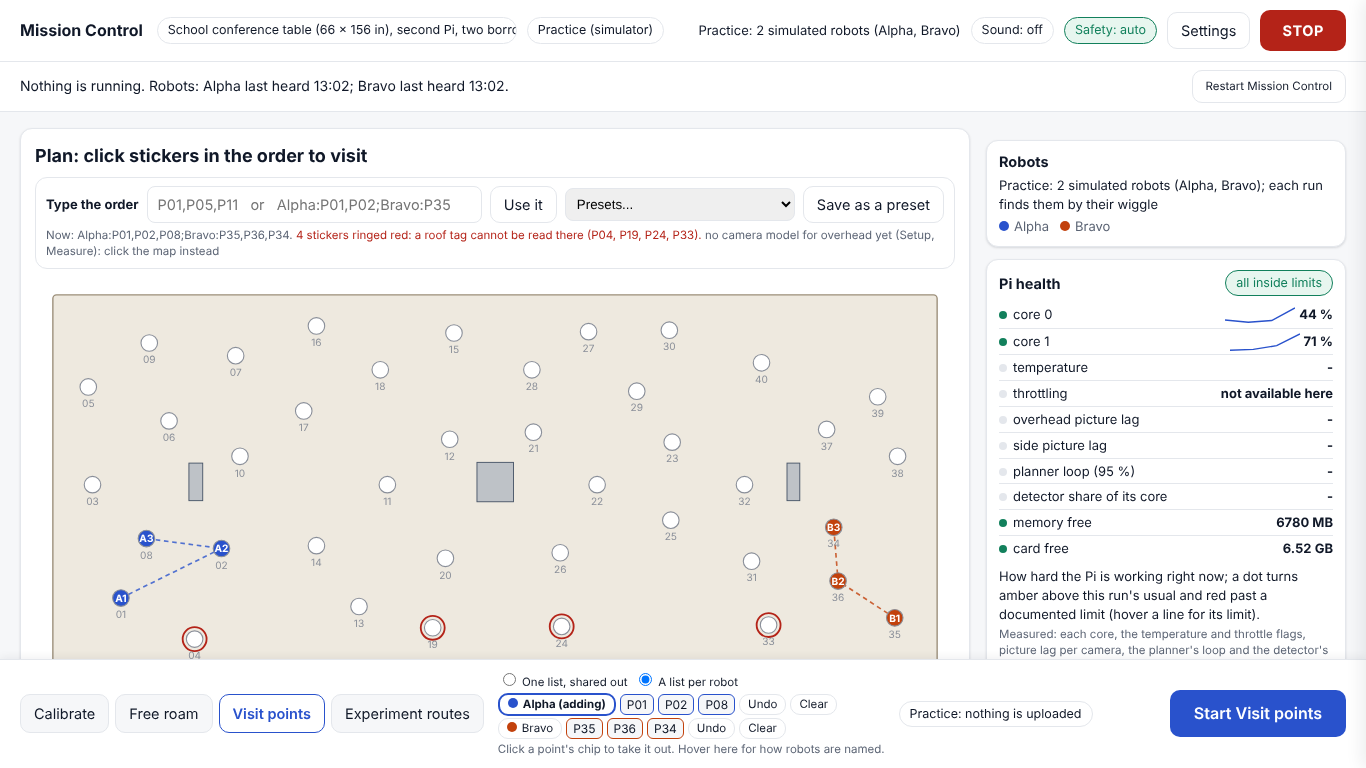 Mission Control
School conference table (66 × 156 in), second Pi, two
Practice (simulator)
Practice: 2 simulated robots (Alpha, Bravo)
Sound: off
Safety: auto
Settings
STOP
Nothing is running. Robots: Alpha last heard 13:02; Bravo last heard 13:02.
Restart Mission Control
Plan: click stickers in the order to visit
Type the order
P01,P05,P11 or Alpha:P01,P02;Bravo:P35
Use it
Presets...
Save as a preset
Now: Alpha:P01,P02,P08;Bravo:P35,P36,P34. 4 stickers ringed red: a roof tag cannot be read there (P04, P19, P24, P33). no camera model for overhead yet (Setup,
Measure): click the map instead
16
15
27
30
09
07
40
18
28
05
29
39
17
06
37
12
21
23
10
38
03
11
22
32
25
B3
34
A3
08
A2
02
14
20
26
31
B2
36
A1
01
13
B1
35
04
19
24
33
Robots
Practice: 2 simulated robots (Alpha, Bravo); each run
finds them by their wiggle
Alpha Bravo
Pi health
all inside limits
core 0 44 %
core 1 71 %
temperature -
throttling not available here
overhead picture lag -
side picture lag -
planner loop (95 %) -
detector share of its core -
memory free 6780 MB
card free 6.52 GB
How hard the Pi is working right now; a dot turns
amber above this run's usual and red past a
documented limit (hover a line for its limit).
Measured: each core, the temperature and throttle flags,
picture lag per camera, the planner's loop and the detector's
Calibrate
Free roam
Visit points
Experiment routes
One list, shared out
A list per robot
Alpha (adding) P01 P02 P08 Undo Clear
Bravo P35 P36 P34 Undo Clear
Click a point's chip to take it out. Hover here for how robots are named.
Practice: nothing is uploaded
Start Visit points